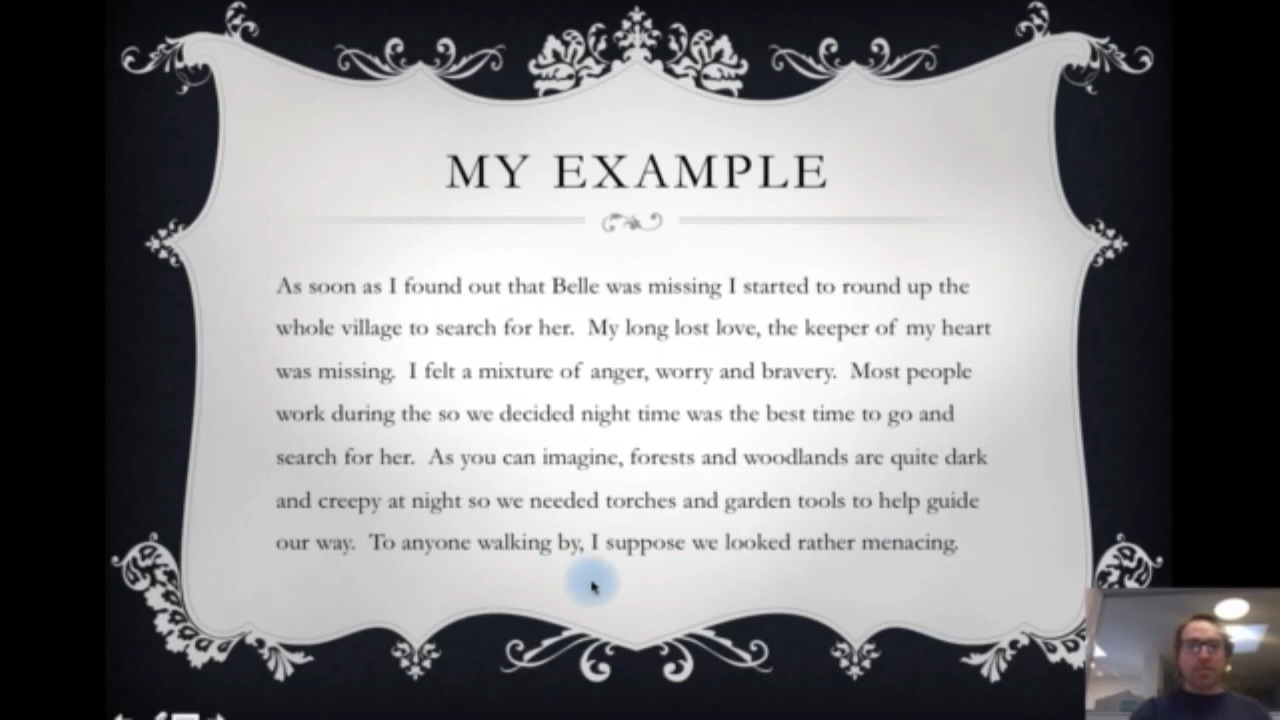 MY EXAMPLE
As soon as I found out that Belle was missing I started to round up the
whole village to search for her. My long lost love, the keeper of my heart
was missing. I felt a mixture of anger, worry and bravery. Most people
work during the so we decided night time was the best time to go and
search for her. As you can imagine, forests and woodlands are quite dark
and creepy at night so we needed torches and garden tools to help guide
our way. To anyone walking by, I suppose we looked rather menacing.